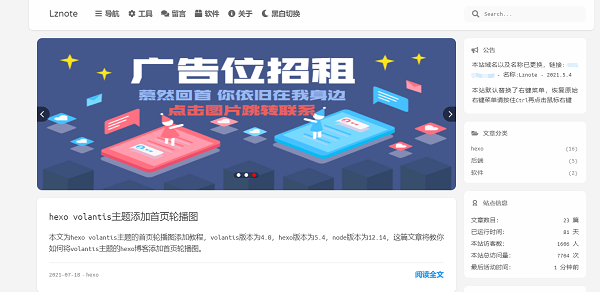 Lznote
导航 工具 留言 软件 关于 黑白切换
Search...
广告位招租
蓦然回首 你依旧在我身边
点击图片跳转联系
hexo volantis主题添加首页轮播图
本文为hexo volantis主题的首页轮播图添加教程，volantis版本为4.0，hexo版本为5.4，node版本为12.14，这篇文章将教你
如何将volantis主题的hexo博客添加首页轮播图。
2021-07-18 · hexo
阅读全文
公告
本站域名以及名称已更换，链接：
- 名称:Lznote - 2021.5.4
本站默认替换了右键菜单，恢复原始
右键菜单请按住Ctrl再点击鼠标右键
文章分类
hexo (16)
后端 (3)
软件 (2)
站点信息
文章数目： 23 篇
已运行时间： 81 天
本站访客数： 1606 人
本站总访问量： 7764 次
最后活动时间： 1 分钟前